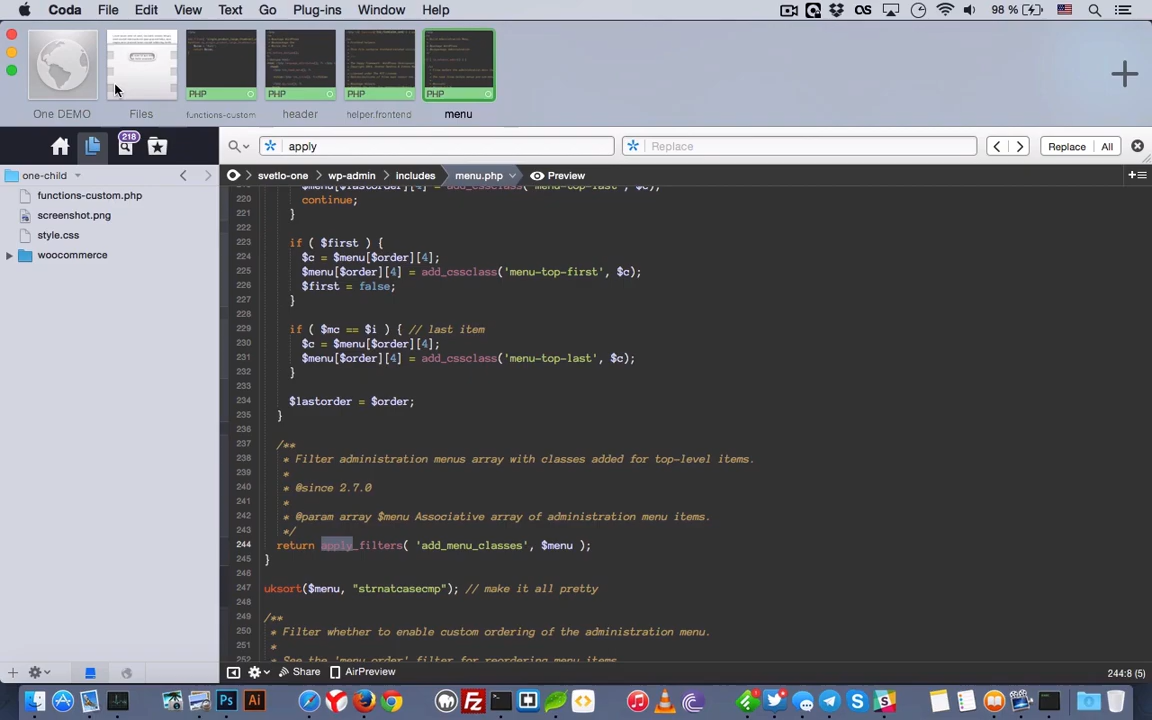 Coda File Edit View Text Go Plug-ins Window Help 98 %
PHP PHP PHP PHP
One DEMO Files functions-custom header helper.frontend menu
218
apply Replace Replace All
one-child svetlo-one wp-admin includes menu.php Preview
functions-custom.php
screenshot.png
style.css
woocommerce
$menu[$lastorder][4] = add_cssclass('menu-top-last', $c);
220 continue;
221 }
222
223 if ( $first ) {
224 $c = $menu[$order][4];
225 $menu[$order][4] = add_cssclass('menu-top-first', $c);
226 $first = false;
227 }
228
229 if ( $mc == $i ) { // last item
230 $c = $menu[$order][4];
231 $menu[$order][4] = add_cssclass('menu-top-last', $c);
232 }
233
234 $lastorder = $order;
235 }
236
237 /**
238 * Filter administration menus array with classes added for top-level items.
239 *
240 * @since 2.7.0
241 *
242 * @param array $menu Associative array of administration menu items.
243 */
244 return apply_filters( 'add_menu_classes', $menu );
245 }
246
247 uksort($menu, "strnatcasecmp"); // make it all pretty
248
249 /**
250 * Filter whether to enable custom ordering of the administration menu.
251 *
252 * See the 'menu_order' filter for reordering menu items.
Share AirPreview 244:8 (5)